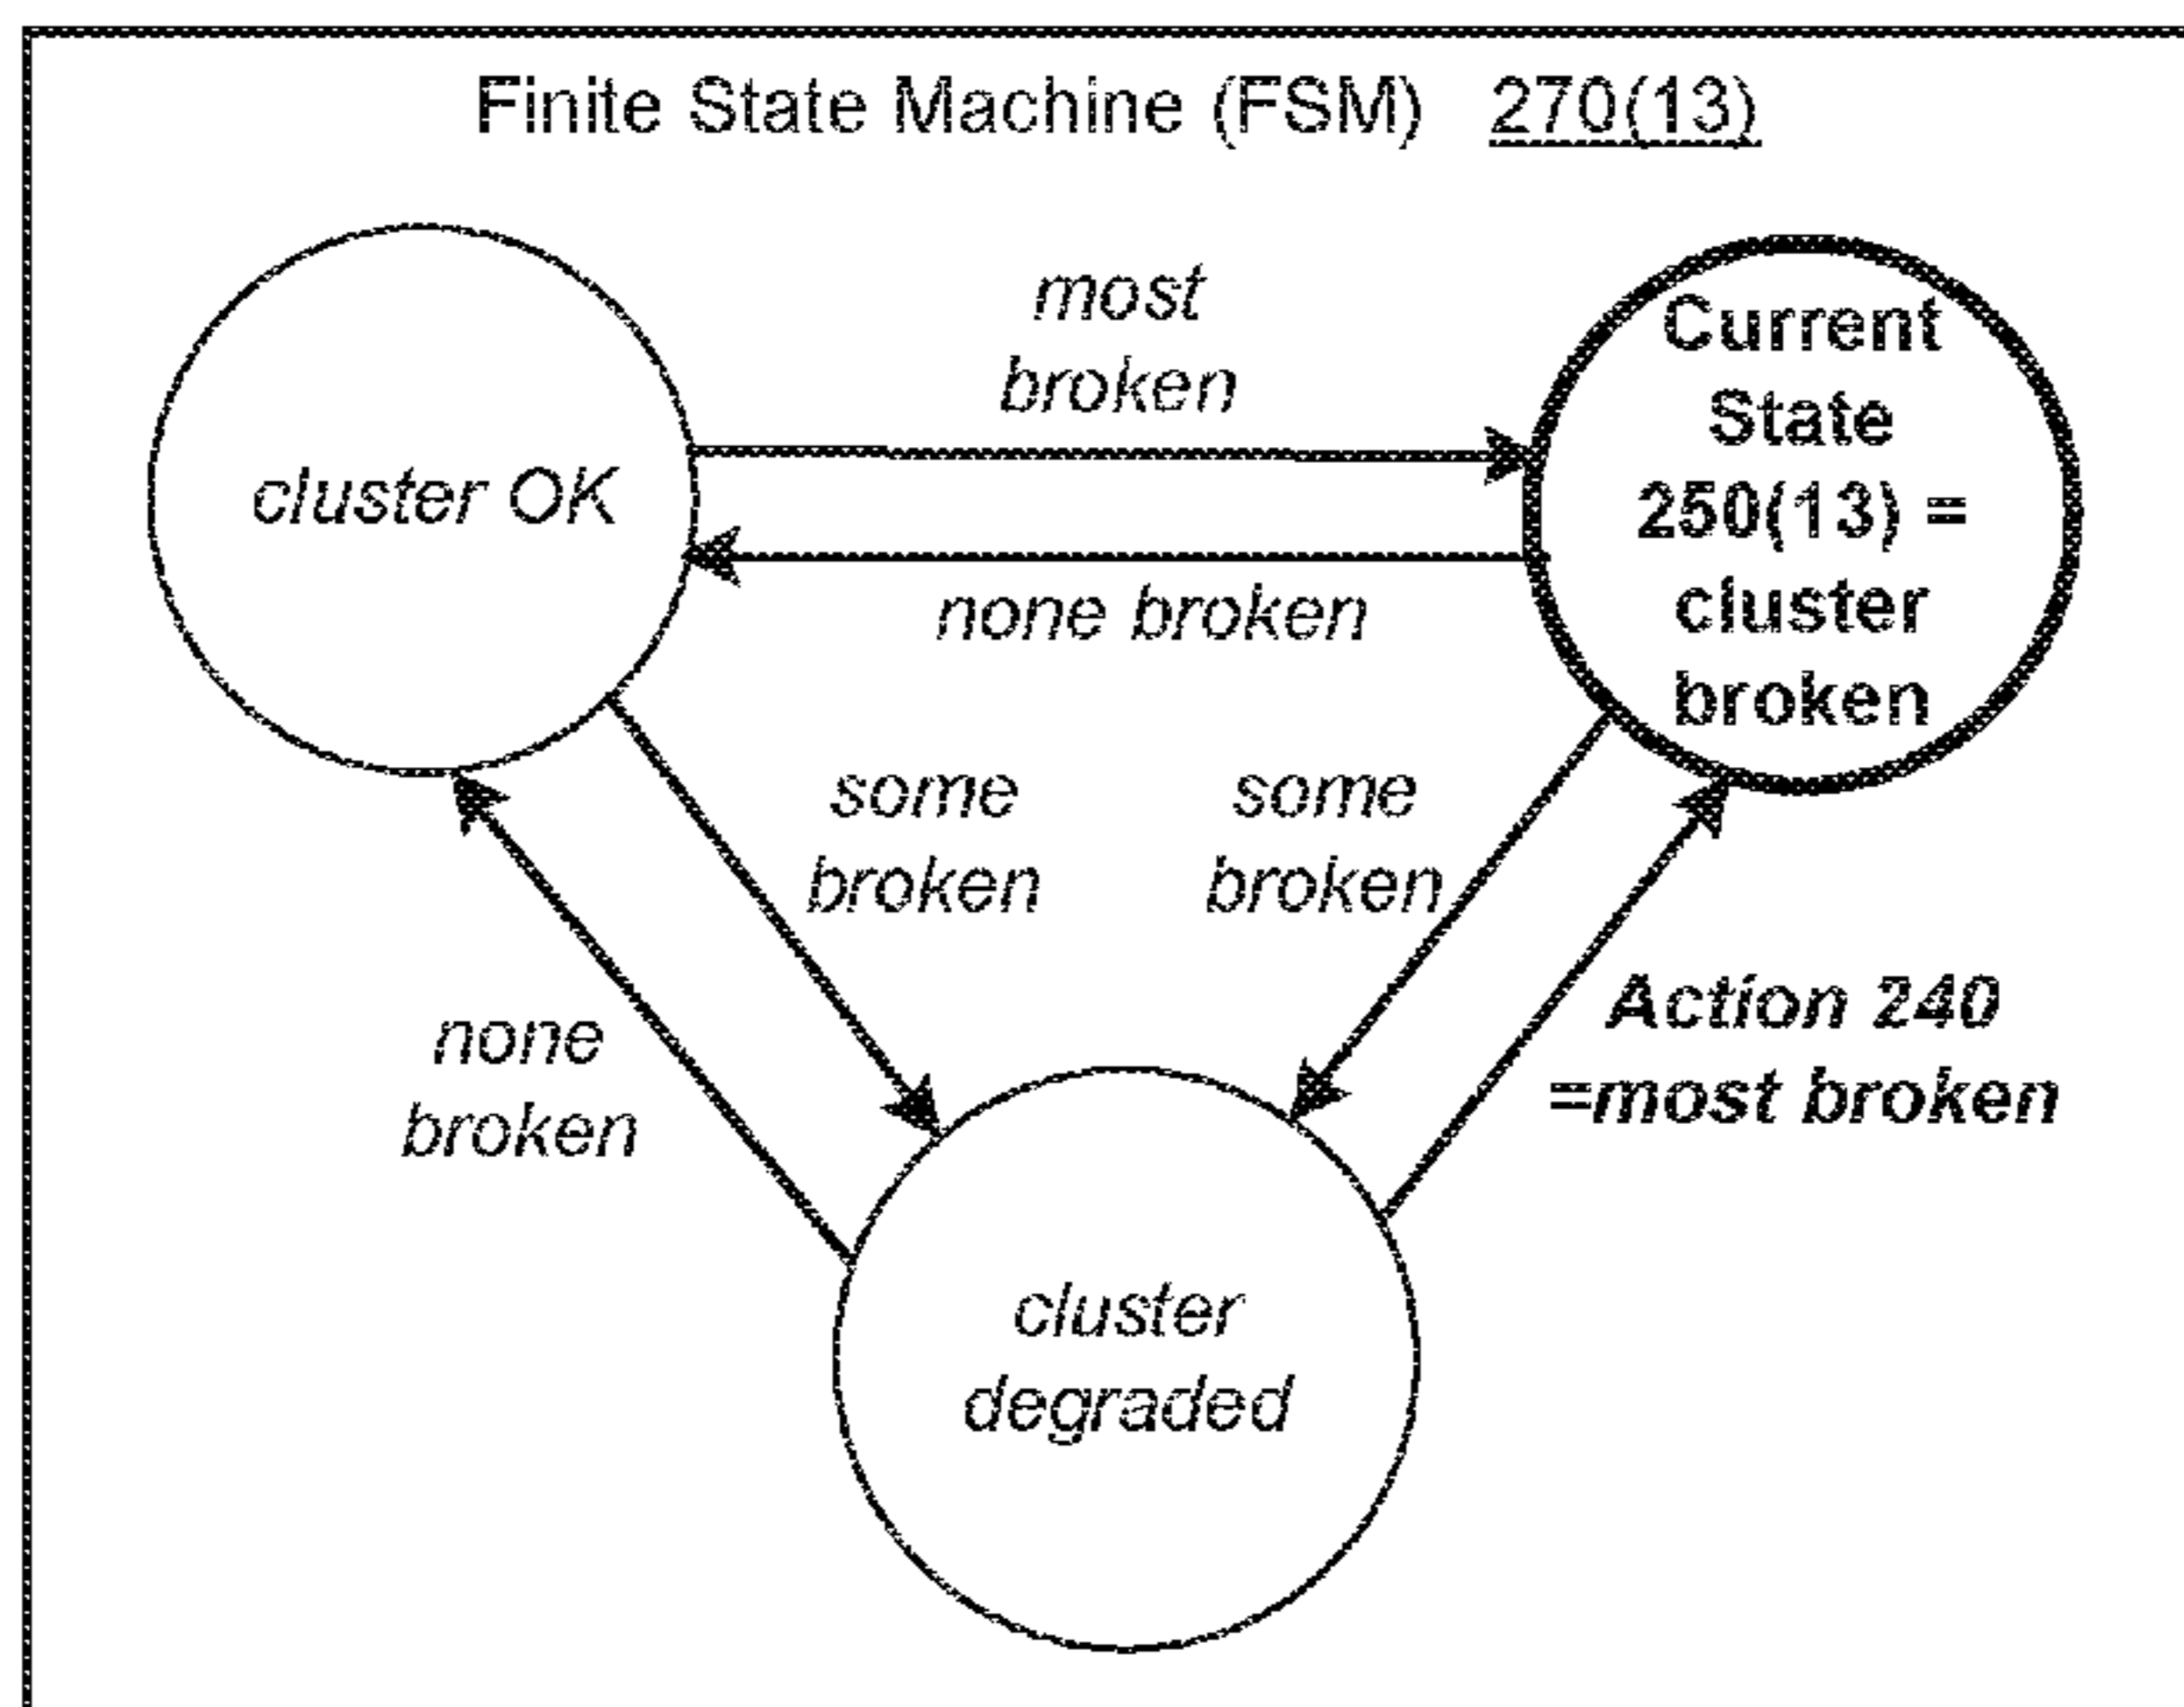 Finite State Machine (FSM) 270(13)
most
broken
Current
State
250(13) =
cluster
broken
cluster OK
none broken
some
broken
some
broken
none
broken
Action 240
=most broken
cluster
degraded